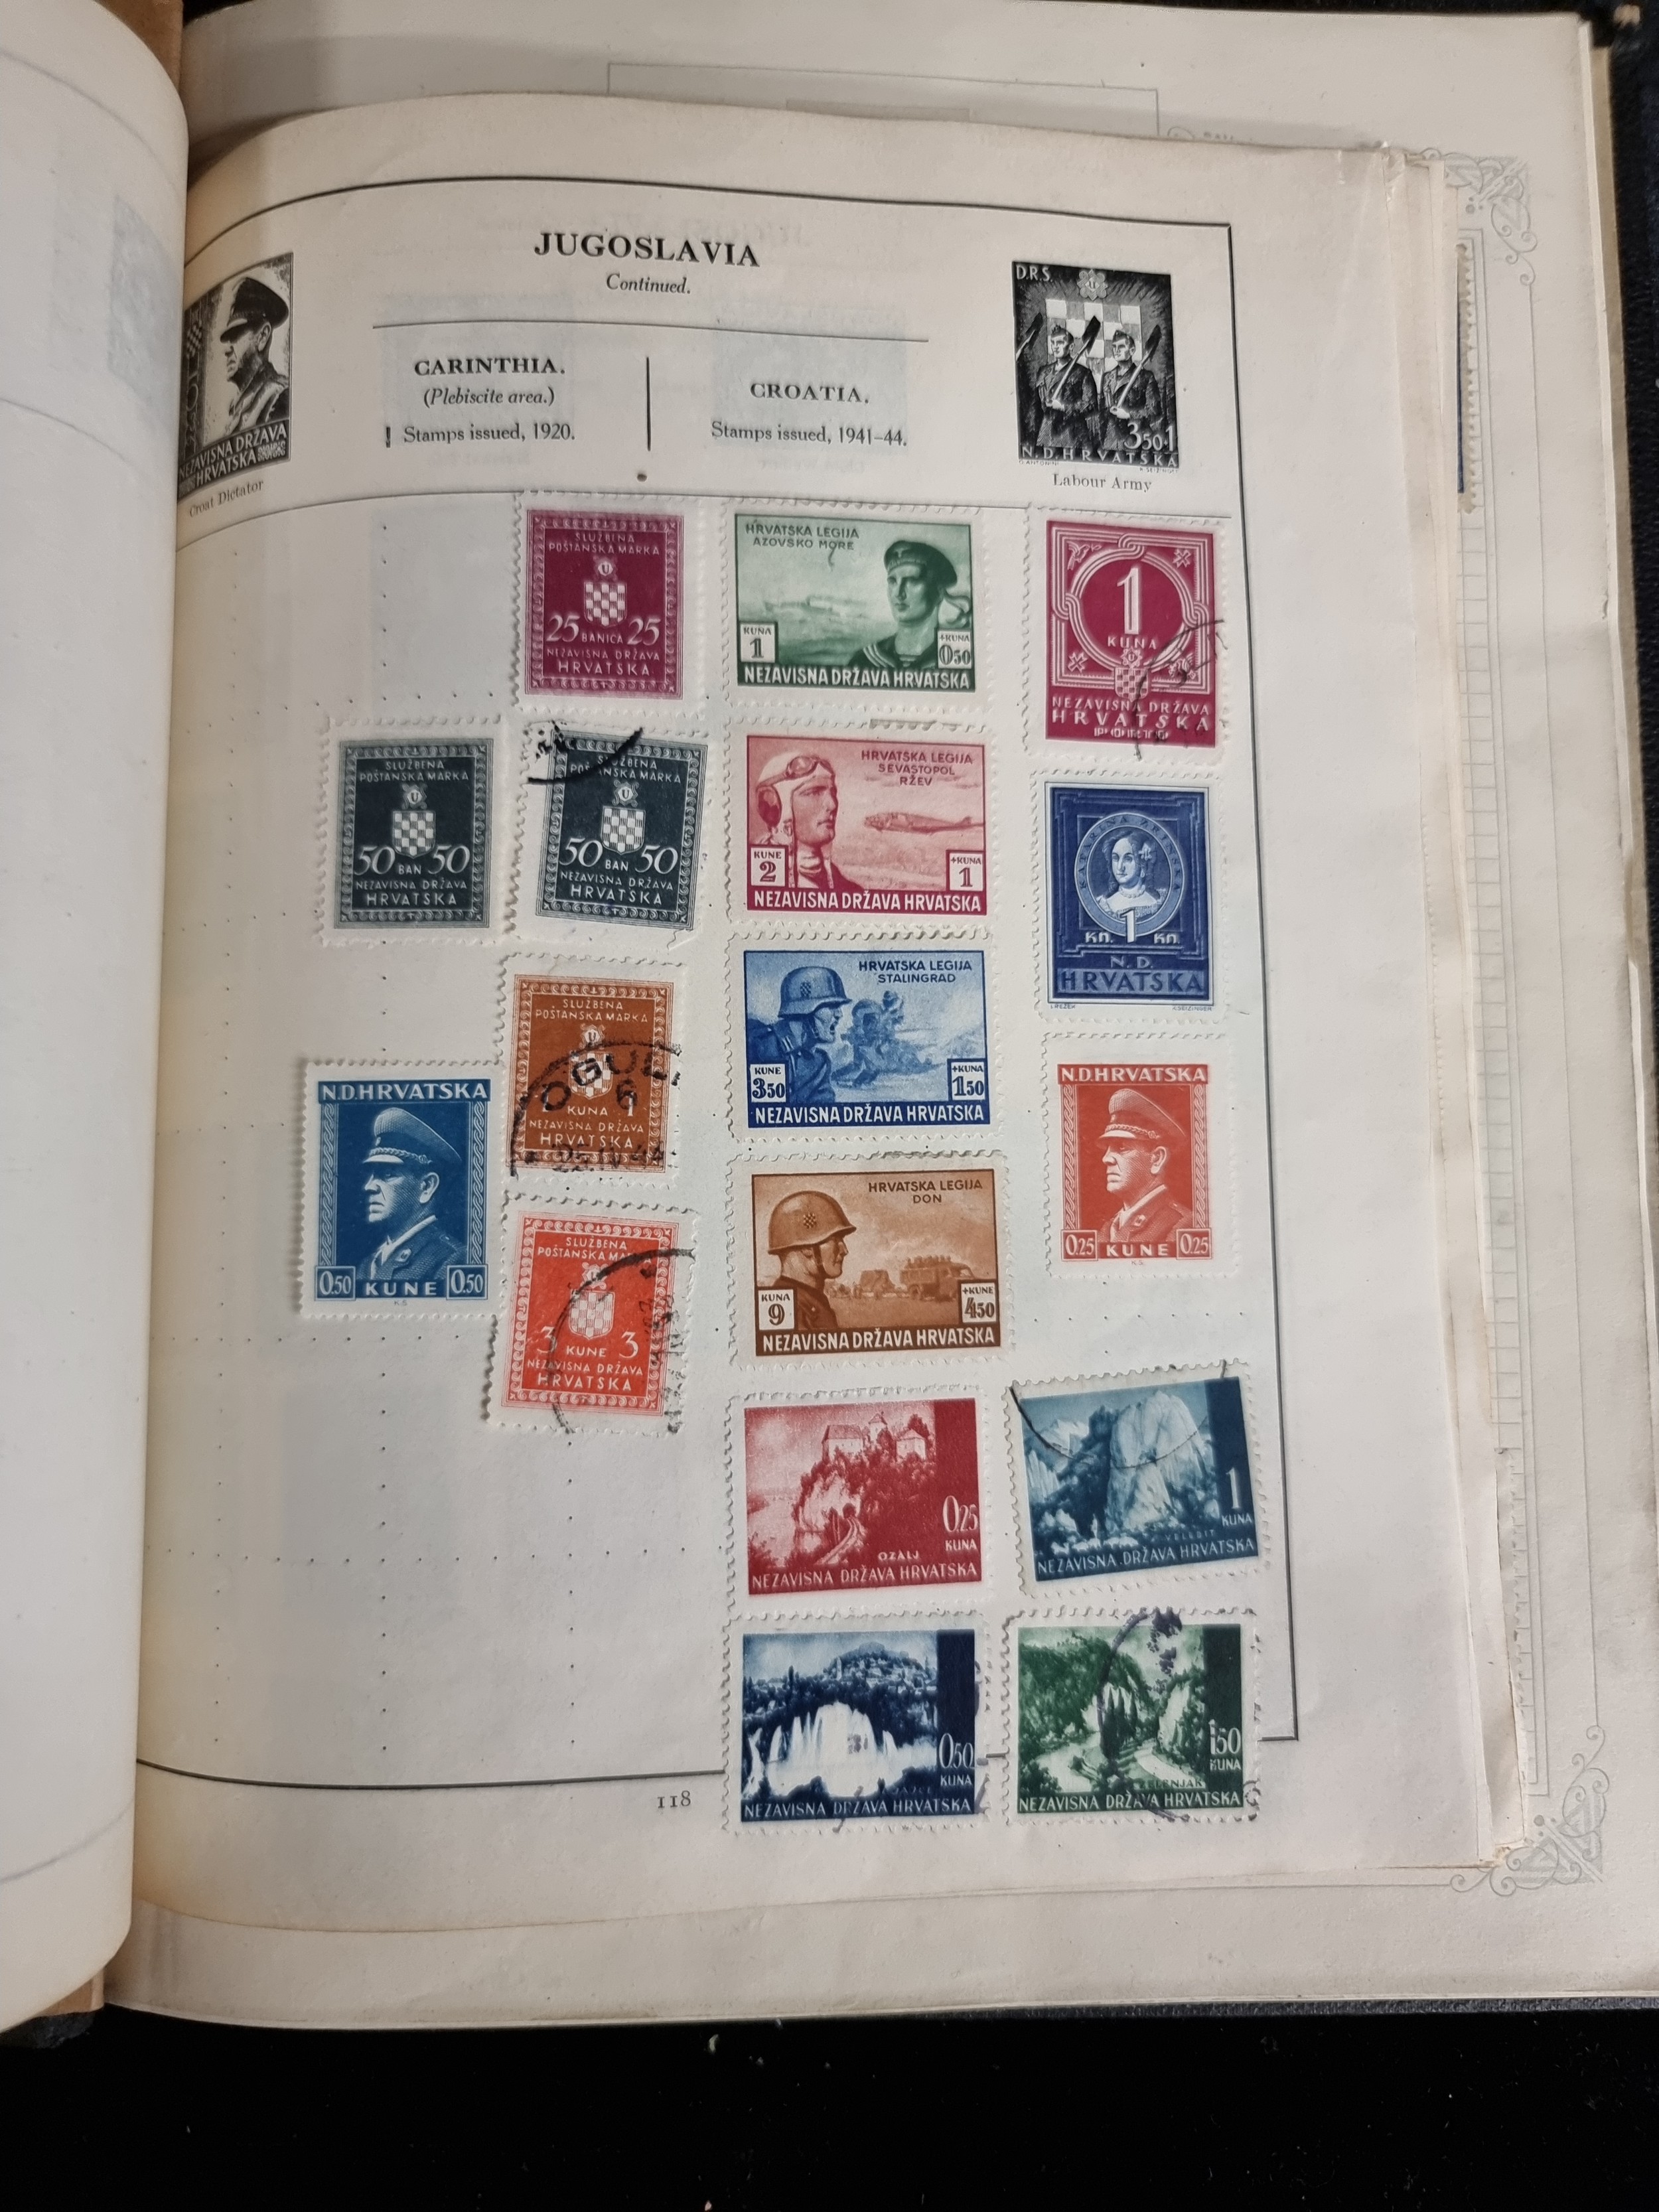 JUGOSLAVIA
Continued.
CARINTHIA.
(Plebiscite area.)
Stamps issued, 1920.
CROATIA.
Stamps issued, 1941-44.
NEZAVISNA DRŽAVA
HRVATSKA
Croat Dictator
D.R.S.
3.50+1
N.D.HRVATSKA
Labour Army
SLUŽBENA
POŠTANSKA MARKA
U
25 BANICA 25
NEZAVISNA DRŽAVA
HRVATSKA
HRVATSKA LEGIJA
AZOVSKO MORE
KUNA
1
+KUNA
0.50
NEZAVISNA DRŽAVA HRVATSKA
1
KUNA
NEZAVISNA DRŽAVA
HRVATSKA
SLUŽBENA
POŠTANSKA MARKA
U
50 BAN 50
NEZAVISNA DRŽAVA
HRVATSKA
SLUŽBENA
POŠTANSKA MARKA
U
50 BAN 50
NEZAVISNA DRŽAVA
HRVATSKA
HRVATSKA LEGIJA
SEVASTOPOL
RŽEV
KUNE
2
+KUNA
1
NEZAVISNA DRŽAVA HRVATSKA
1
Kn. Kn.
N.D.
HRVATSKA
SLUŽBENA
POŠTANSKA MARKA
U
KUNA 1
NEZAVISNA DRŽAVA
HRVATSKA
6
HRVATSKA LEGIJA
STALINGRAD
KUNE
3.50
+KUNA
1.50
NEZAVISNA DRŽAVA HRVATSKA
N.D.HRVATSKA
0.25 KUNE 0.25
N.D.HRVATSKA
0.50 KUNE 0.50
SLUŽBENA
POŠTANSKA
3 KUNE 3
NEZAVISNA DRŽAVA
HRVATSKA
HRVATSKA LEGIJA
DON
KUNA
9
+KUNE
4.50
NEZAVISNA DRŽAVA HRVATSKA
0.25
KUNA
OZALJ
NEZAVISNA DRŽAVA HRVATSKA
1
KUNA
VELEBIT
NEZAVISNA DRŽAVA HRVATSKA
0.50
KUNA
JAJCE
NEZAVISNA DRŽAVA HRVATSKA
1.50
KUNA
ZELENJAK
NEZAVISNA DRŽAVA HRVATSKA
118